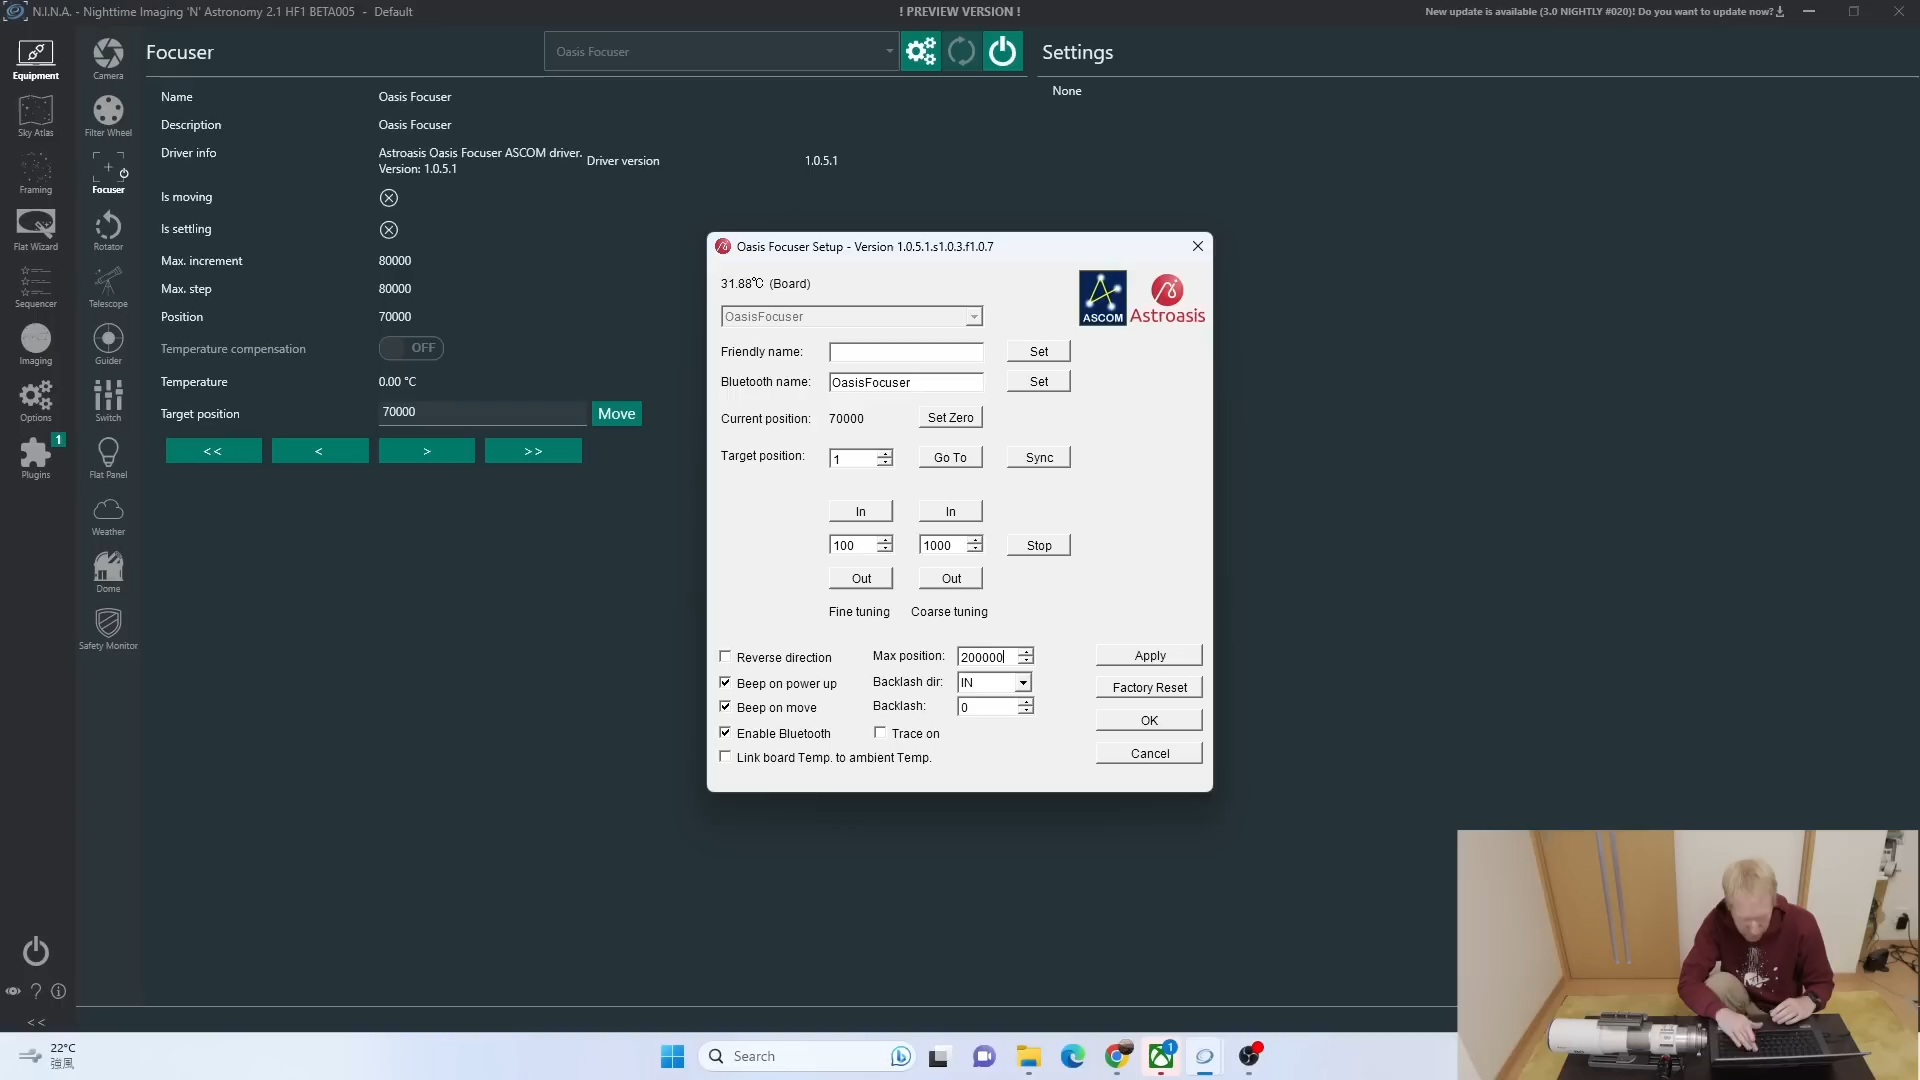 N.I.N.A. - Nighttime Imaging 'N' Astronomy 2.1 HF1 BETA005 - Default
! PREVIEW VERSION !
New update is available (3.0 NIGHTLY #020)! Do you want to update now?
Equipment
Sky Atlas
Framing
Flat Wizard
Sequencer
Imaging
Options
1
Plugins
<<
Camera
Filter Wheel
Focuser
Rotator
Telescope
Guider
Switch
Flat Panel
Weather
Dome
Safety Monitor
Focuser
Oasis Focuser
Settings
None
Name Oasis Focuser
Description Oasis Focuser
Driver info Astroasis Oasis Focuser ASCOM driver.
Version: 1.0.5.1
Driver version 1.0.5.1
Is moving
Is settling
Max. increment 80000
Max. step 80000
Position 70000
Temperature compensation OFF
Temperature 0.00 °C
Target position 70000 Move
<< < > >>
Oasis Focuser Setup - Version 1.0.5.1.s1.0.3.f1.0.7
31.88℃ (Board)
ASCOM
Astroasis
OasisFocuser
Friendly name: Set
Bluetooth name: OasisFocuser Set
Current position: 70000 Set Zero
Target position: 1 Go To Sync
In In
100 1000 Stop
Out Out
Fine tuning Coarse tuning
Reverse direction Max position: 200000 Apply
Beep on power up Backlash dir: IN Factory Reset
Beep on move Backlash: 0 OK
Enable Bluetooth Trace on
Link board Temp. to ambient Temp. Cancel
22°C
強風
Search
1